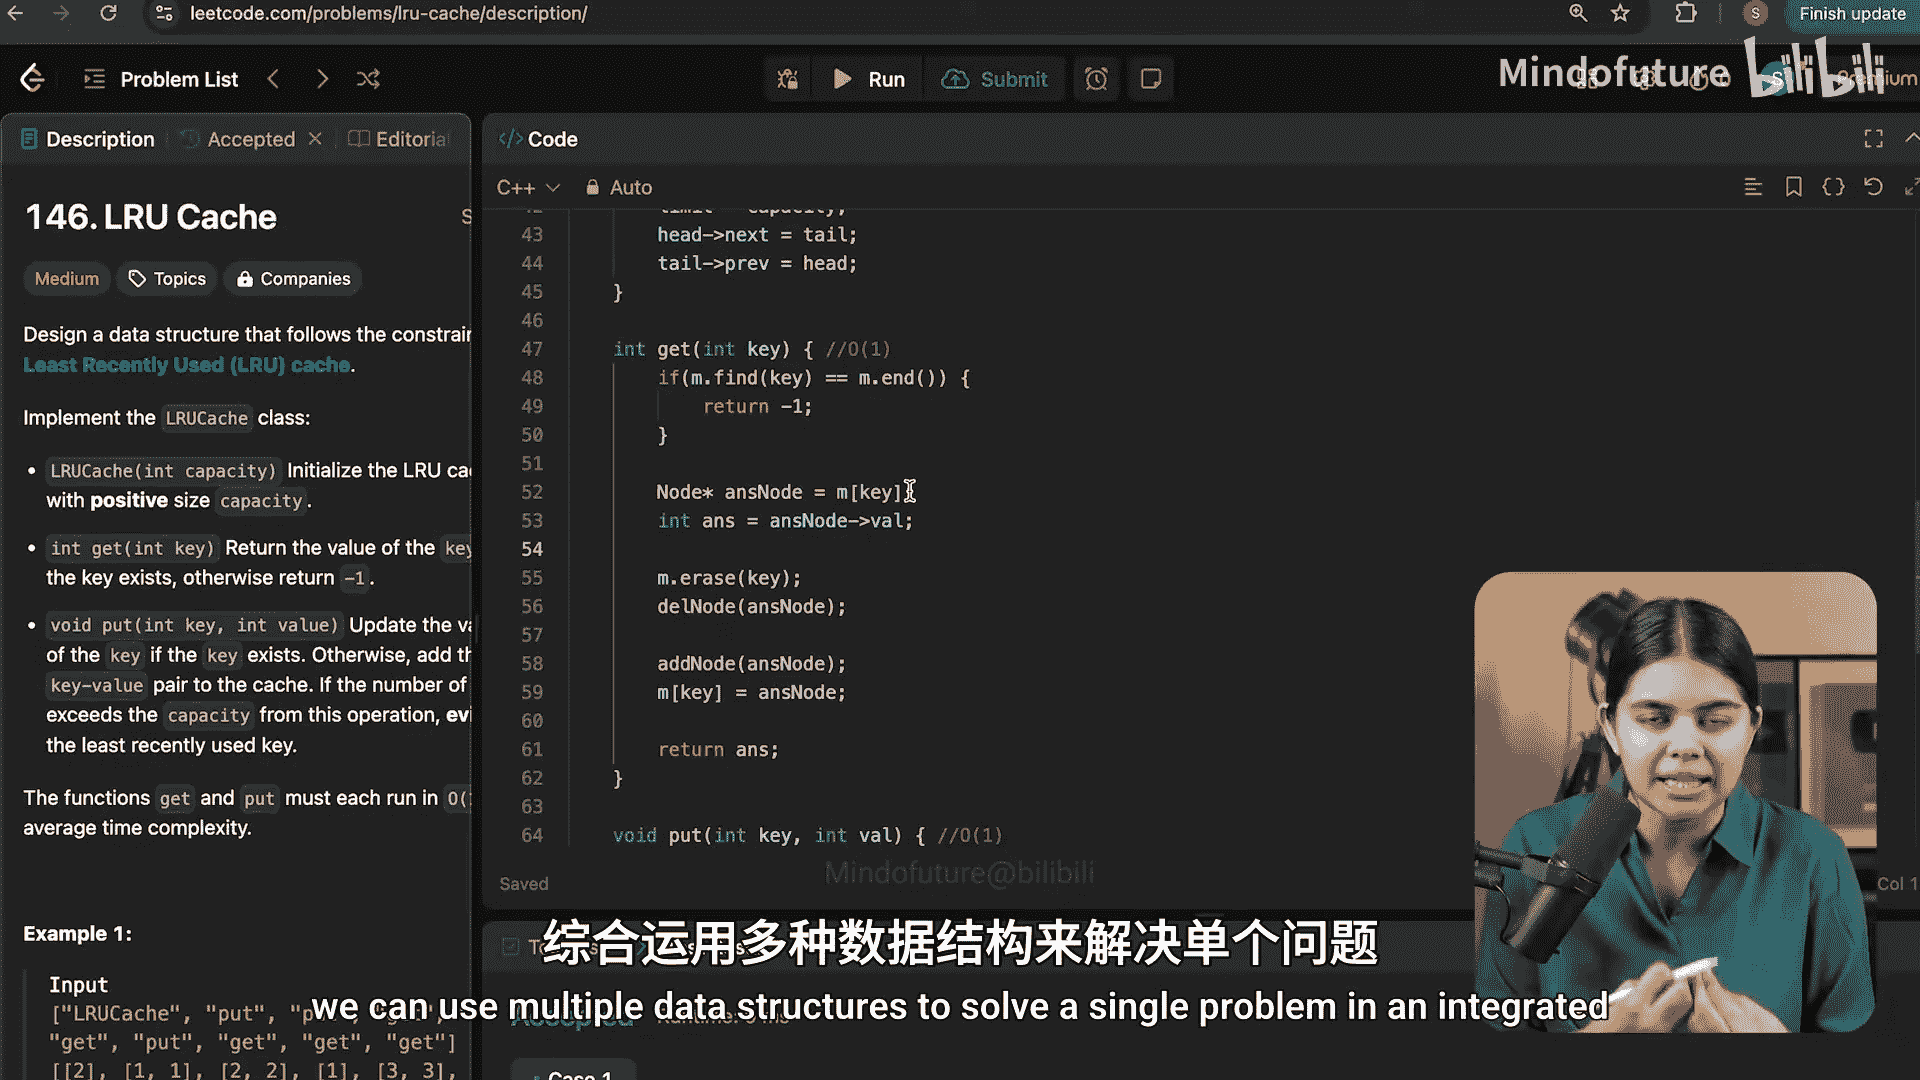 leetcode.com/problems/lru-cache/description/
S
Finish update
Problem List
Run
Submit
Mindofuture bilibili
Description
Accepted
Editorial
Code
C++
Auto
146. LRU Cache
Medium
Topics
Companies
Design a data structure that follows the constrain
Least Recently Used (LRU) cache.
Implement the LRUCache class:
LRUCache(int capacity) Initialize the LRU ca
with positive size capacity.
int get(int key) Return the value of the key
the key exists, otherwise return -1.
void put(int key, int value) Update the va
of the key if the key exists. Otherwise, add th
key-value pair to the cache. If the number of
exceeds the capacity from this operation, evi
the least recently used key.
The functions get and put must each run in O(1
average time complexity.
Example 1:
Input
["LRUCache", "put",
"get", "put", "get", "get", "get"]
[[2], [1, 1], [2, 2], [1], [3, 3],
42 limit = capacity;
43 head->next = tail;
44 tail->prev = head;
45 }
46
47 int get(int key) { //O(1)
48 if(m.find(key) == m.end()) {
49 return -1;
50 }
51
52 Node* ansNode = m[key]
53 int ans = ansNode->val;
54
55 m.erase(key);
56 delNode(ansNode);
57
58 addNode(ansNode);
59 m[key] = ansNode;
60
61 return ans;
62 }
63
64 void put(int key, int val) { //O(1)
Saved
Mindofuture@bilibili
Col 1
综合运用多种数据结构来解决单个问题
we can use multiple data structures to solve a single problem in an integrated
Accepted
Case 1